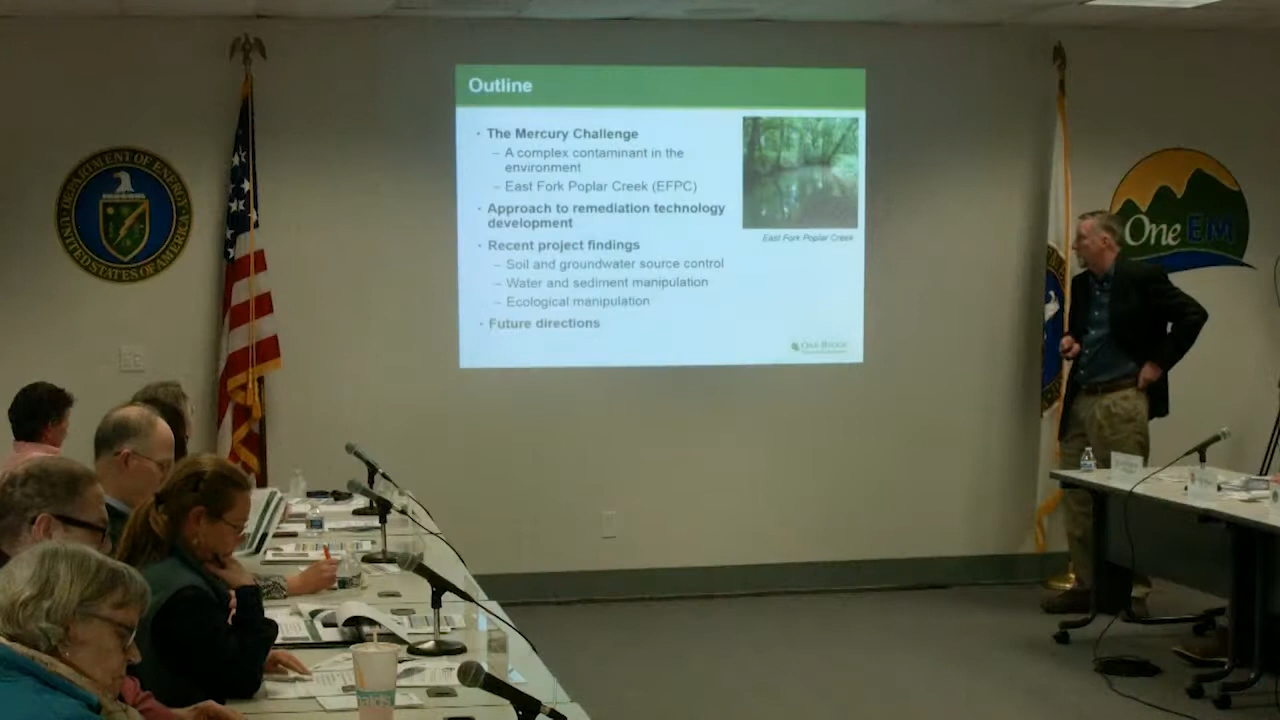 Outline
· The Mercury Challenge
– A complex contaminant in the
environment
– East Fork Poplar Creek (EFPC)
· Approach to remediation technology
development
· Recent project findings
– Soil and groundwater source control
– Water and sediment manipulation
– Ecological manipulation
· Future directions
East Fork Poplar Creek
OAK RIDGE
DEPARTMENT OF ENERGY
UNITED STATES OF AMERICA
One EM